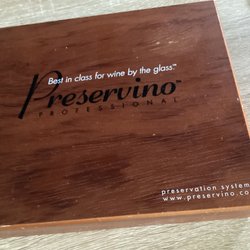 Best in class for wine by the glass.™
Preservino™
PROFESSIONAL
preservation system
www.preservino.co